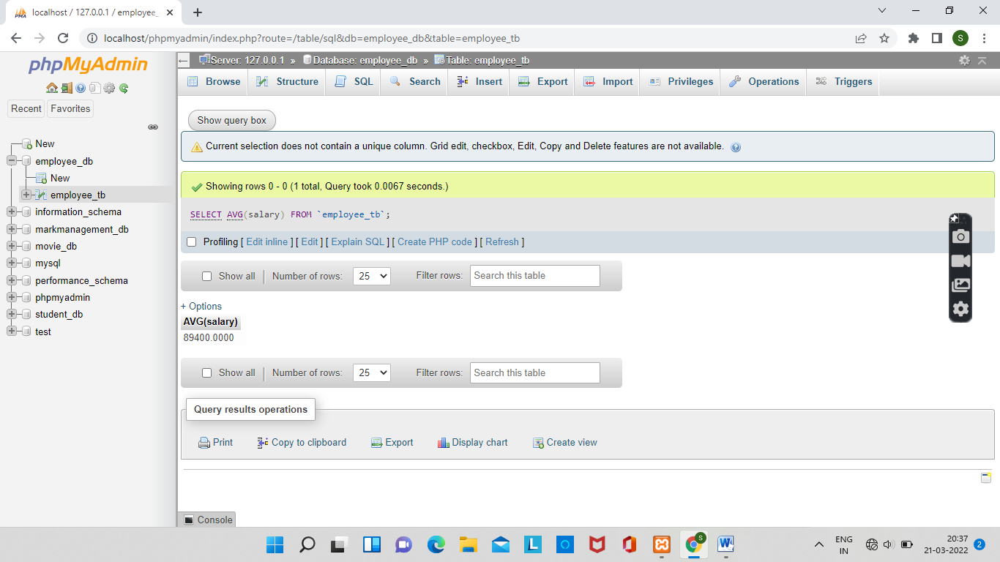 localhost / 127.0.0.1 / employee_
localhost/phpmyadmin/index.php?route=/table/sql&db=employee_db&table=employee_tb
S
phpMyAdmin
Recent Favorites
New
employee_db
New
employee_tb
information_schema
markmanagement_db
movie_db
mysql
performance_schema
phpmyadmin
student_db
test
Server: 127.0.0.1 » Database: employee_db » Table: employee_tb
Browse Structure SQL Search Insert Export Import Privileges Operations Triggers
Show query box
Current selection does not contain a unique column. Grid edit, checkbox, Edit, Copy and Delete features are not available.
Showing rows 0 - 0 (1 total, Query took 0.0067 seconds.)
SELECT AVG(salary) FROM `employee_tb`;
Profiling [ Edit inline ] [ Edit ] [ Explain SQL ] [ Create PHP code ] [ Refresh ]
Show all Number of rows: 25 Filter rows: Search this table
+ Options
AVG(salary)
89400.0000
Show all Number of rows: 25 Filter rows: Search this table
Query results operations
Print Copy to clipboard Export Display chart Create view
Console
ENG
IN
20:37
21-03-2022
2